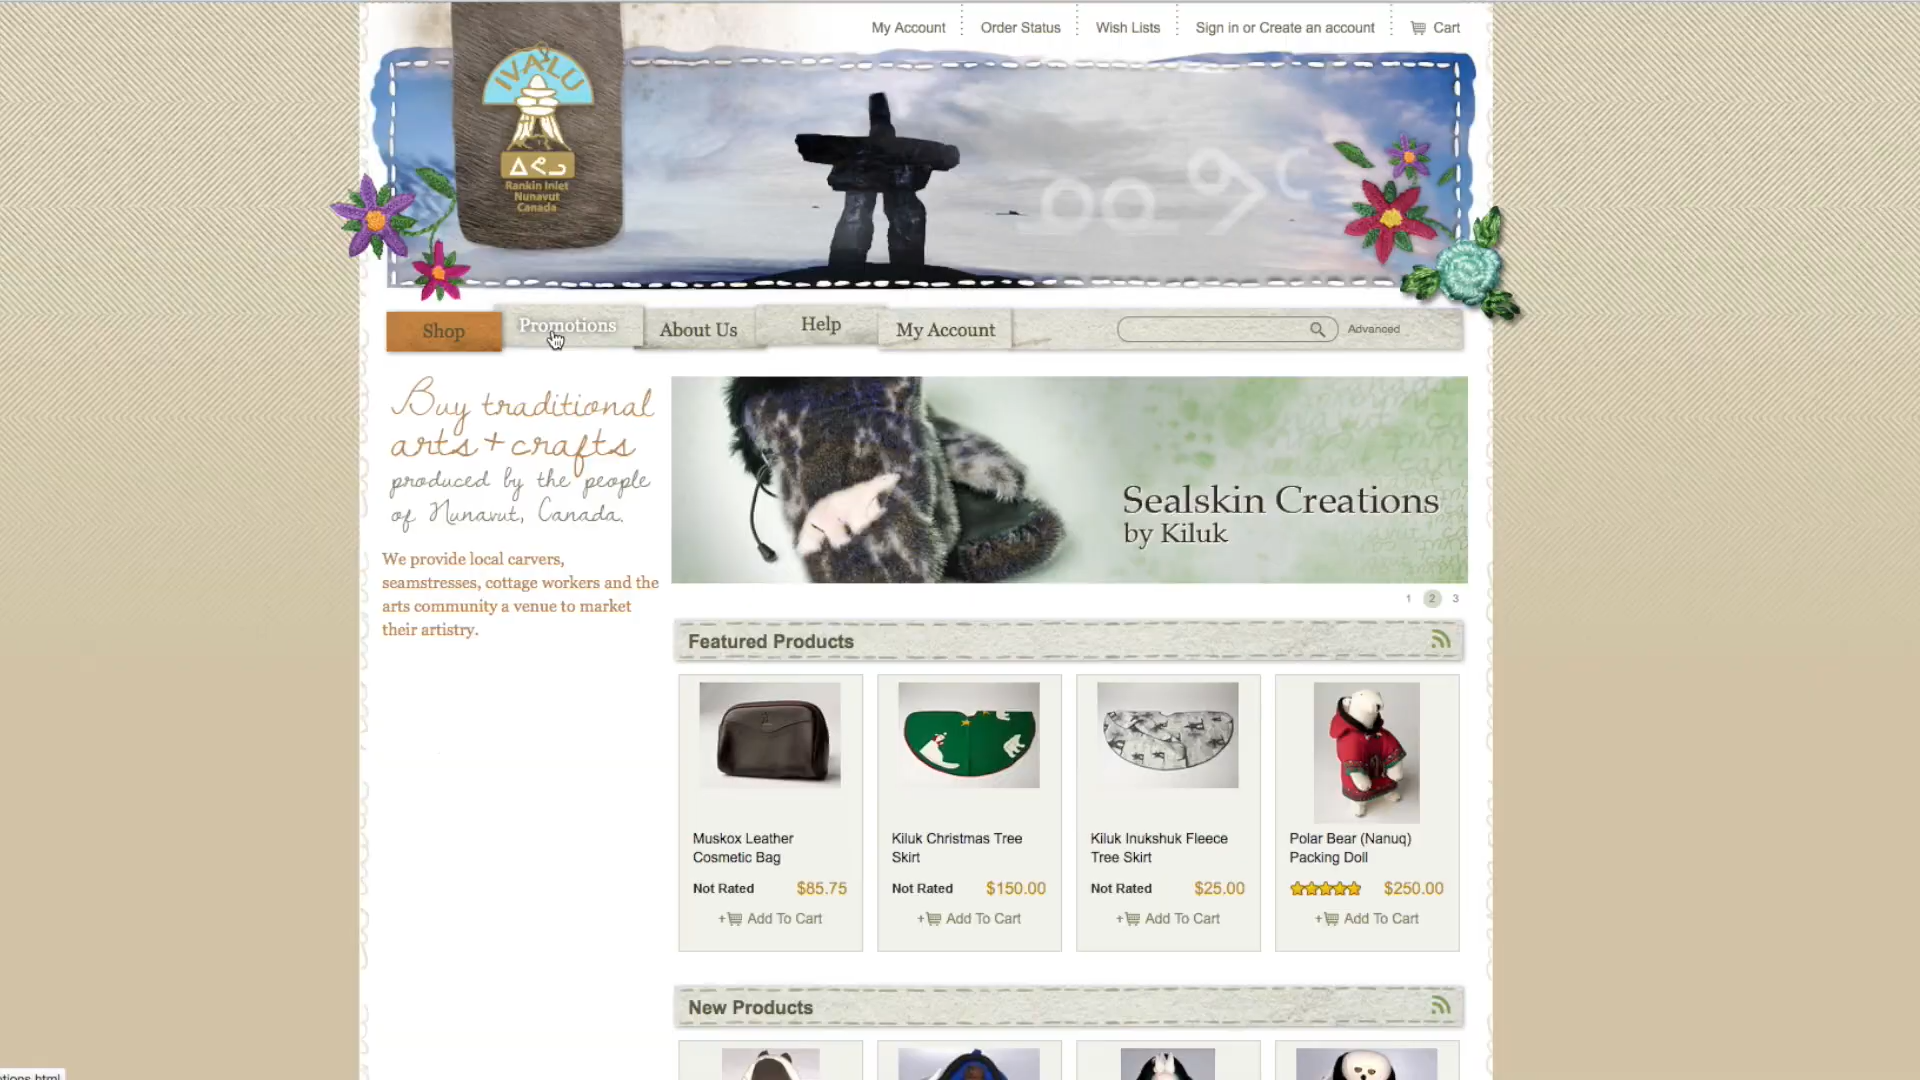 My Account
Order Status
Wish Lists
Sign in or Create an account
Cart
IVALU
ᐃᕙᓗ
Rankin Inlet
Nunavut
Canada
Shop
Promotions
About Us
Help
My Account
Advanced
Buy traditional
arts + crafts
produced by the people
of Nunavut, Canada.
We provide local carvers,
seamstresses, cottage workers and the
arts community a venue to market
their artistry.
Sealskin Creations
by Kiluk
1 2 3
Featured Products
Muskox Leather
Cosmetic Bag
Not Rated $85.75
+ Add To Cart
Kiluk Christmas Tree
Skirt
Not Rated $150.00
+ Add To Cart
Kiluk Inukshuk Fleece
Tree Skirt
Not Rated $25.00
+ Add To Cart
Polar Bear (Nanuq)
Packing Doll
$250.00
+ Add To Cart
New Products